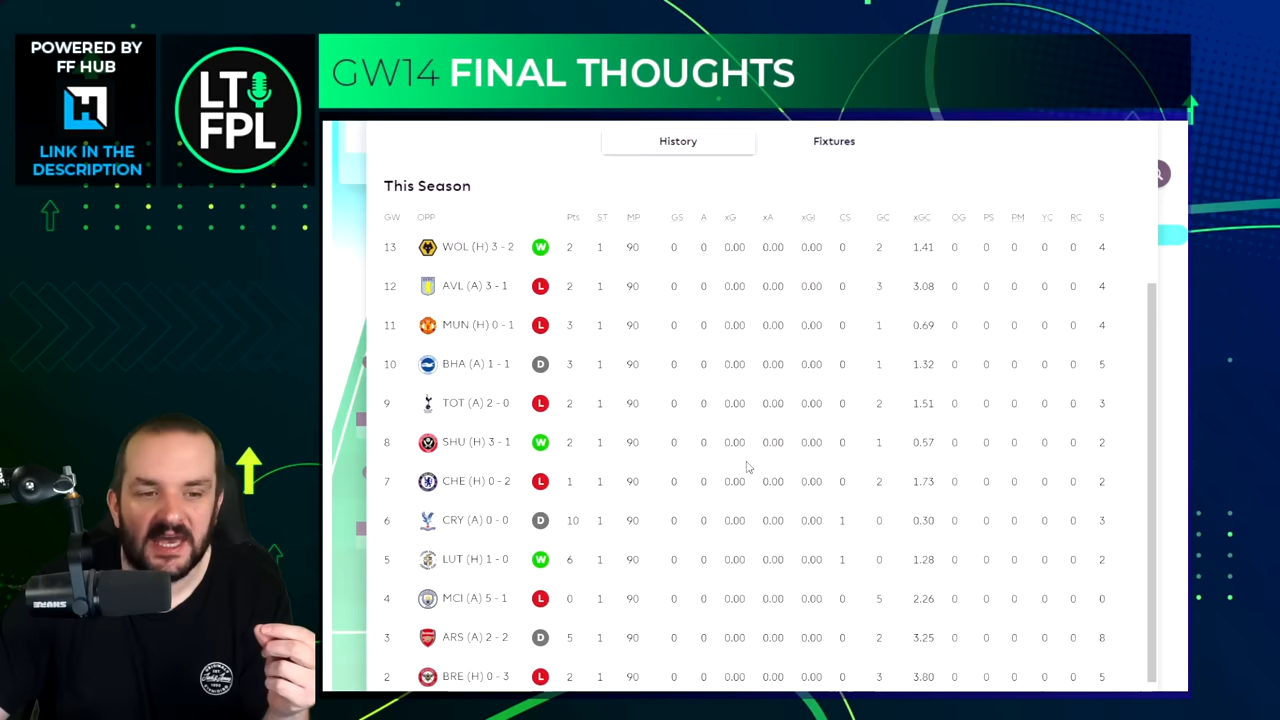 POWERED BY
FF HUB
LINK IN THE
DESCRIPTION
LT
FPL
GW14 FINAL THOUGHTS
History Fixtures
This Season
GW OPP Pts ST MP GS A xG xA xGI CS GC xGC OG PS PM YC RC S
13 WOL (H) 3 - 2 W 2 1 90 0 0 0.00 0.00 0.00 0 2 1.41 0 0 0 0 0 4
12 AVL (A) 3 - 1 L 2 1 90 0 0 0.00 0.00 0.00 0 3 3.08 0 0 0 0 0 4
11 MUN (H) 0 - 1 L 3 1 90 0 0 0.00 0.00 0.00 0 1 0.69 0 0 0 0 0 4
10 BHA (A) 1 - 1 D 3 1 90 0 0 0.00 0.00 0.00 0 1 1.32 0 0 0 0 0 5
9 TOT (A) 2 - 0 L 2 1 90 0 0 0.00 0.00 0.00 0 2 1.51 0 0 0 0 0 3
8 SHU (H) 3 - 1 W 2 1 90 0 0 0.00 0.00 0.00 0 1 0.57 0 0 0 0 0 2
7 CHE (H) 0 - 2 L 1 1 90 0 0 0.00 0.00 0.00 0 2 1.73 0 0 0 0 0 2
6 CRY (A) 0 - 0 D 10 1 90 0 0 0.00 0.00 0.00 1 0 0.30 0 0 0 0 0 3
5 LUT (H) 1 - 0 W 6 1 90 0 0 0.00 0.00 0.00 1 0 1.28 0 0 0 0 0 2
4 MCI (A) 5 - 1 L 0 1 90 0 0 0.00 0.00 0.00 0 5 2.26 0 0 0 0 0 0
3 ARS (A) 2 - 2 D 5 1 90 0 0 0.00 0.00 0.00 0 2 3.25 0 0 0 0 0 8
2 BRE (H) 0 - 3 L 2 1 90 0 0 0.00 0.00 0.00 0 3 3.80 0 0 0 0 0 5